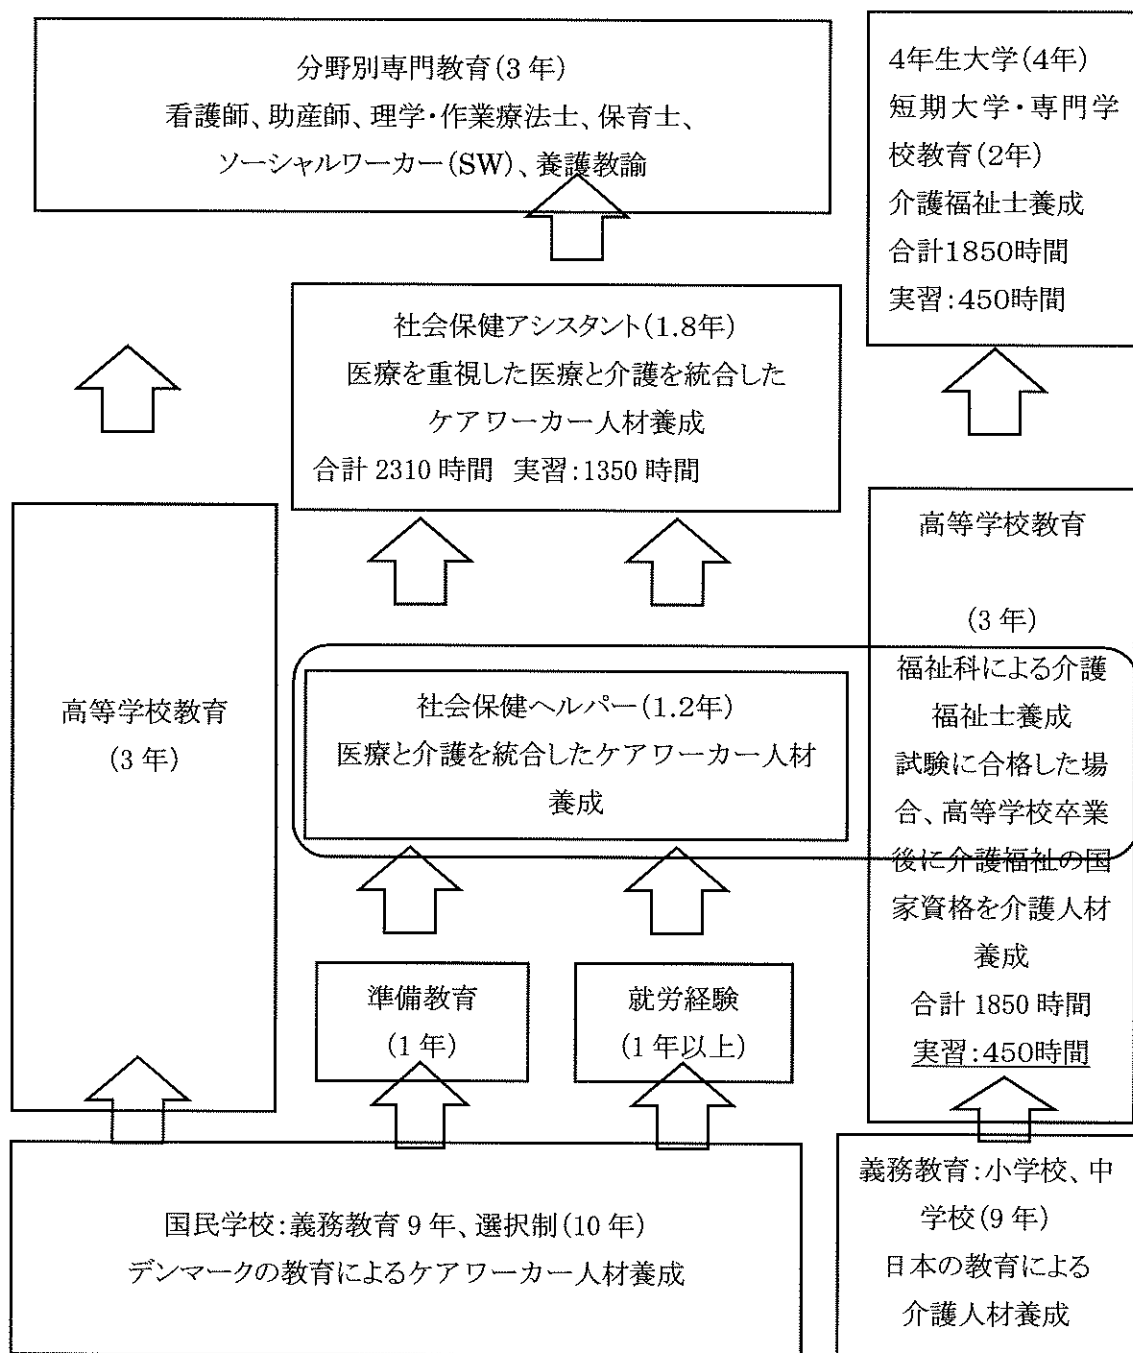 分野別専門教育(3 年)
看護師、助産師、理学・作業療法士、保育士、
ソーシャルワーカー(SW)、養護教諭
4年生大学(4年)
短期大学・専門学
校教育(2年)
介護福祉士養成
合計1850時間
実習:450時間
社会保健アシスタント(1.8年)
医療を重視した医療と介護を統合した
ケアワーカー人材養成
合計 2310 時間 実習:1350 時間
高等学校教育
(3 年)
社会保健ヘルパー(1.2年)
医療と介護を統合したケアワーカー人材
養成
高等学校教育
(3 年)
福祉科による介護
福祉士養成
試験に合格した場
合、高等学校卒業
後に介護福祉の国
家資格を介護人材
養成
合計 1850 時間
実習:450時間
準備教育
(1 年)
就労経験
(1 年以上)
国民学校:義務教育 9 年、選択制(10 年)
デンマークの教育によるケアワーカー人材養成
義務教育:小学校、中
学校(9 年)
日本の教育による
介護人材養成